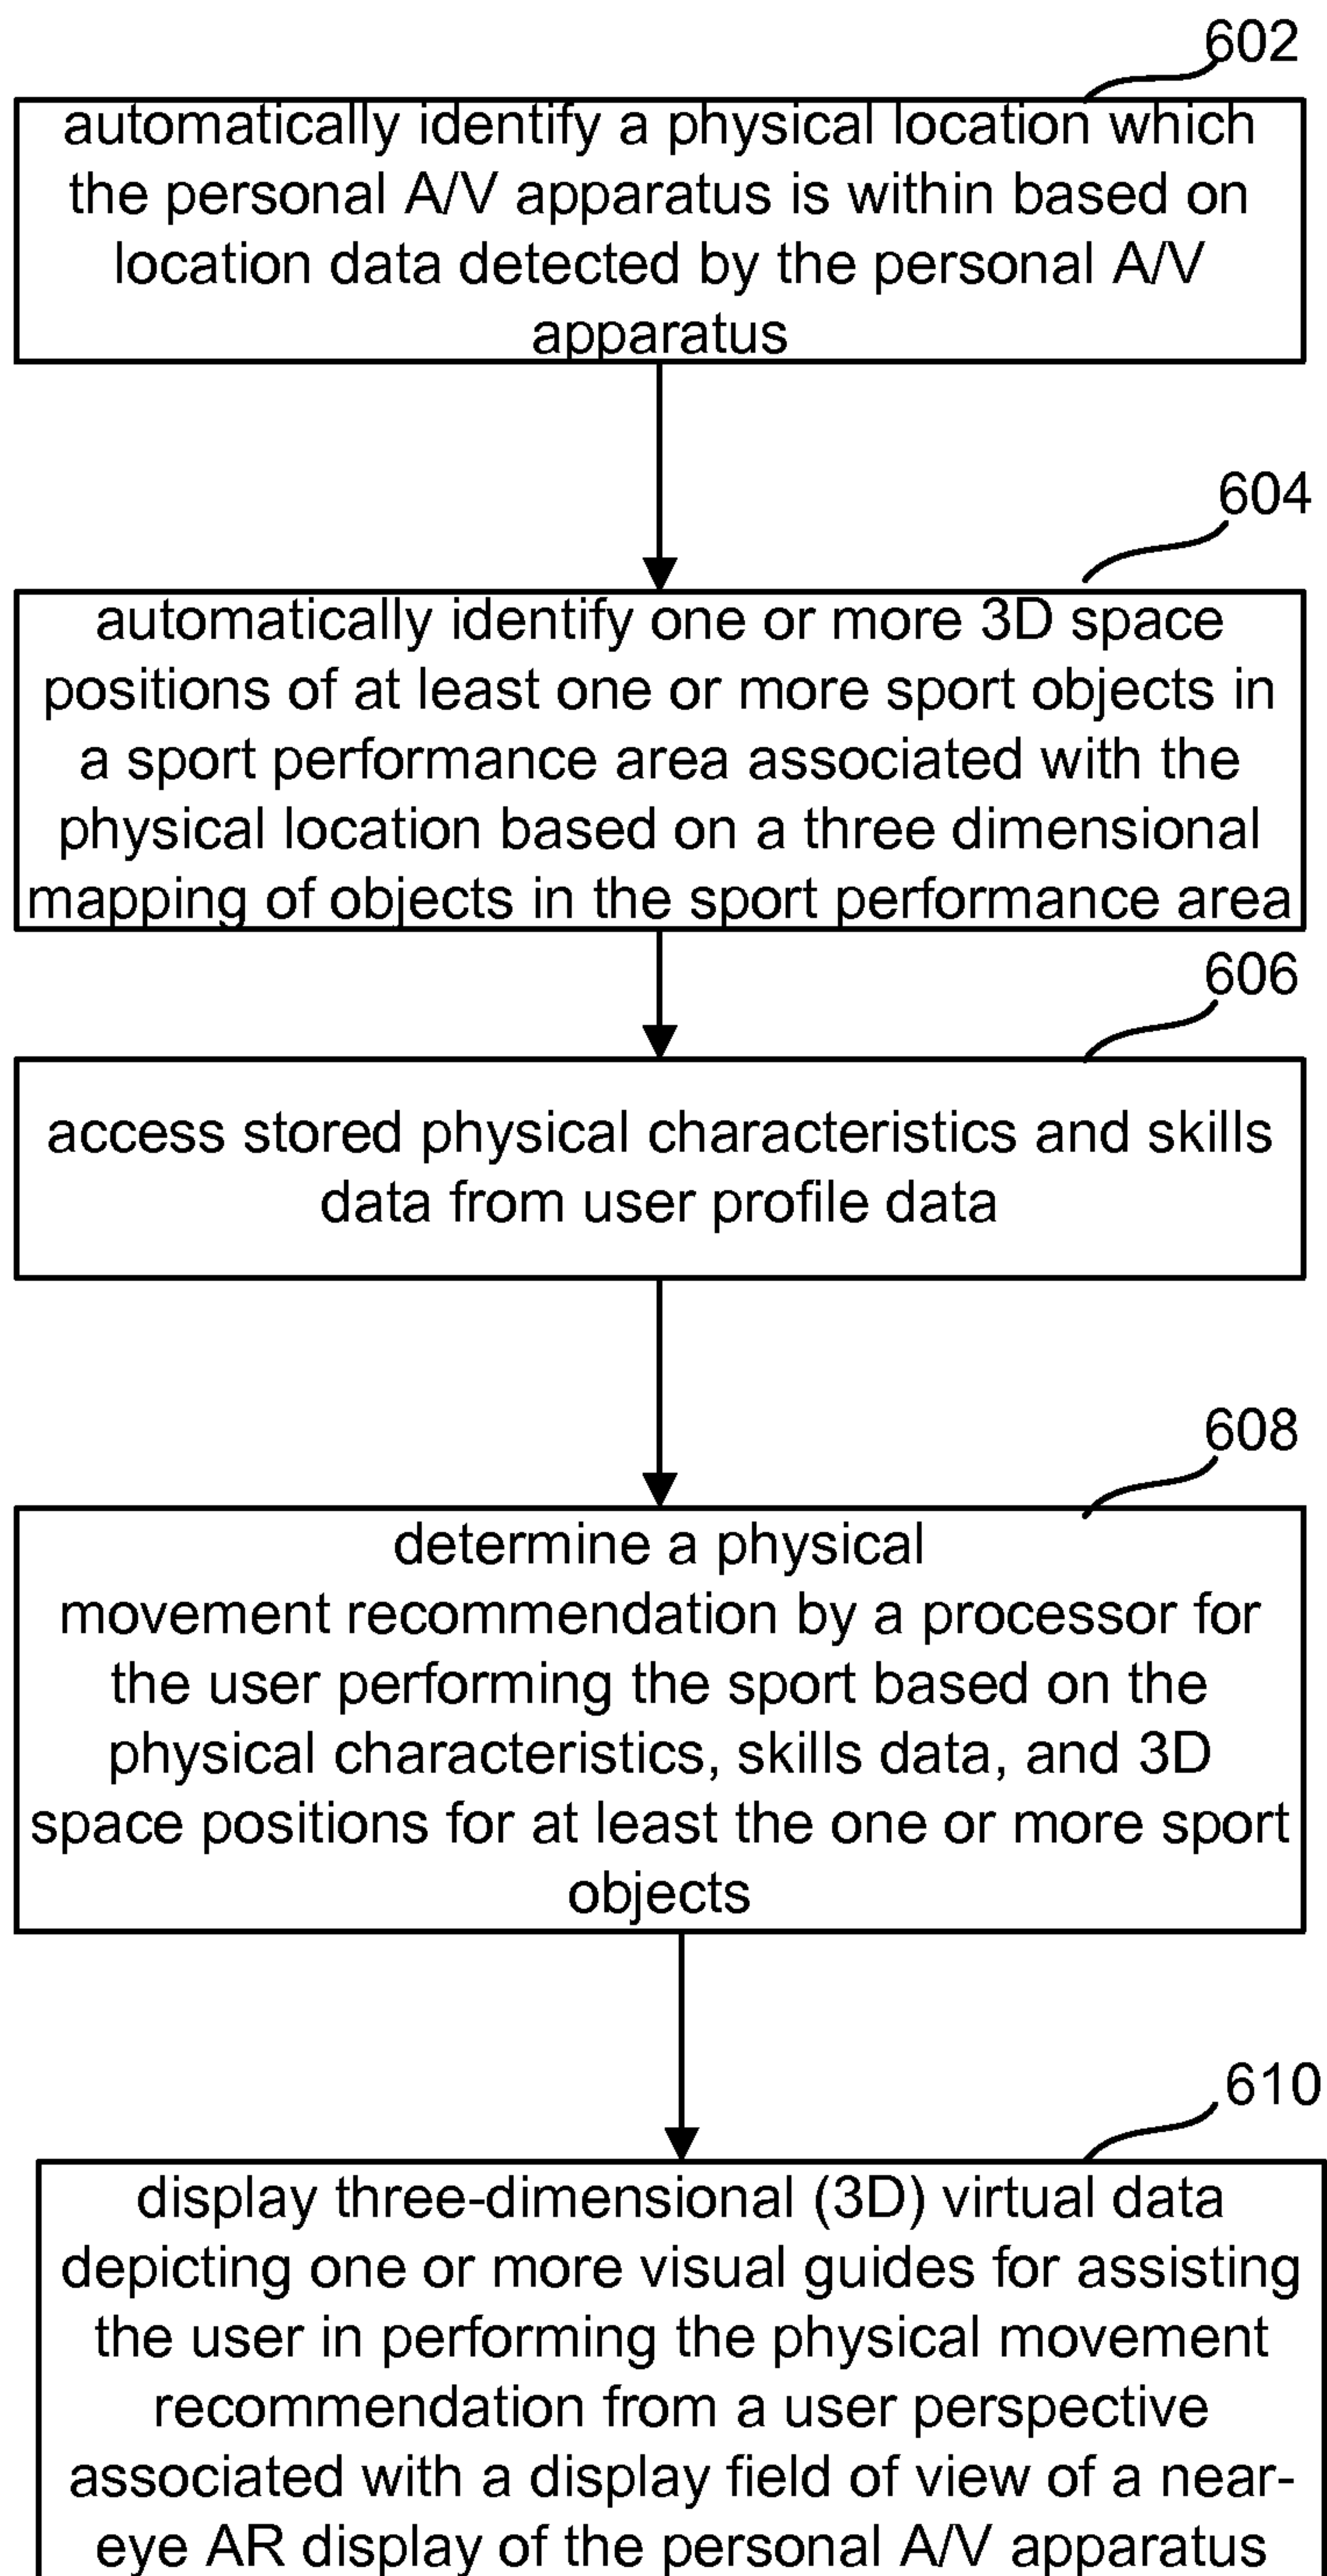 602
automatically identify a physical location which
the personal A/V apparatus is within based on
location data detected by the personal A/V
apparatus
604
automatically identify one or more 3D space
positions of at least one or more sport objects in
a sport performance area associated with the
physical location based on a three dimensional
mapping of objects in the sport performance area
606
access stored physical characteristics and skills
data from user profile data
608
determine a physical
movement recommendation by a processor for
the user performing the sport based on the
physical characteristics, skills data, and 3D
space positions for at least the one or more sport
objects
610
display three-dimensional (3D) virtual data
depicting one or more visual guides for assisting
the user in performing the physical movement
recommendation from a user perspective
associated with a display field of view of a near-
eye AR display of the personal A/V apparatus